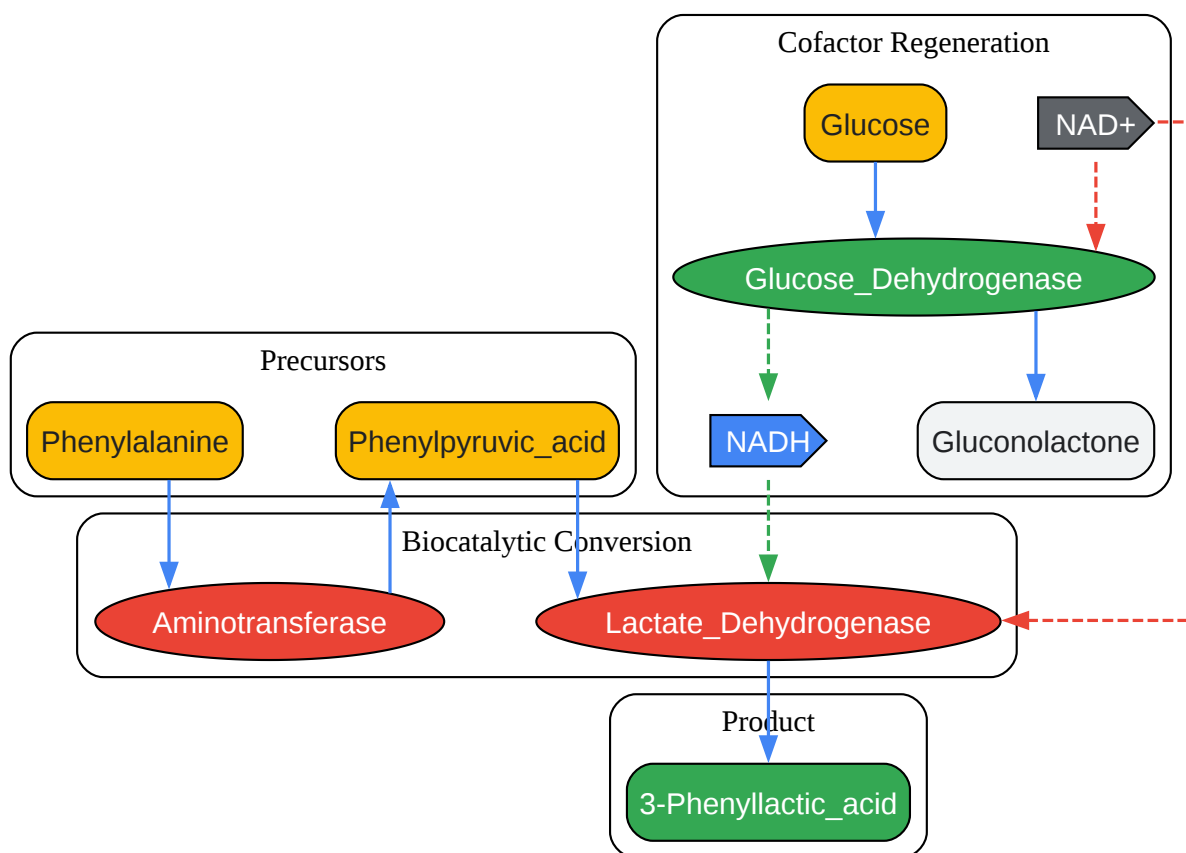 Cofactor Regeneration
Glucose
NAD+
Glucose_Dehydrogenase
Precursors
Phenylalanine
Phenylpyruvic_acid
NADH
Gluconolactone
Biocatalytic Conversion
Aminotransferase
Lactate_Dehydrogenase
Product
3-Phenyllactic_acid